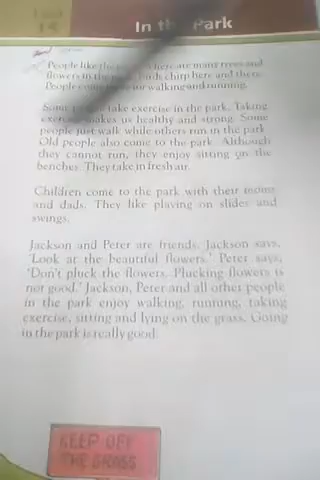 In the Park
People like the park. There are many trees and
flowers in the park. Birds chirp here and there.
People come for walking and running.
Some people take exercise in the park. Taking
exercise makes us healthy and strong. Some
people just walk while others run in the park.
Old people also come to the park. Although
they cannot run, they enjoy sitting on the
benches. They take in fresh air.
Children come to the park with their moms
and dads. They like playing on slides and
swings.
Jackson and Peter are friends. Jackson says,
'Look at the beautiful flowers.' Peter says,
'Don't pluck the flowers. Plucking flowers is
not good.' Jackson, Peter and all other people
in the park enjoy walking, running, taking
exercise, sitting and lying on the grass. Going
in the park is really good.
KEEP OFF
THE GRASS